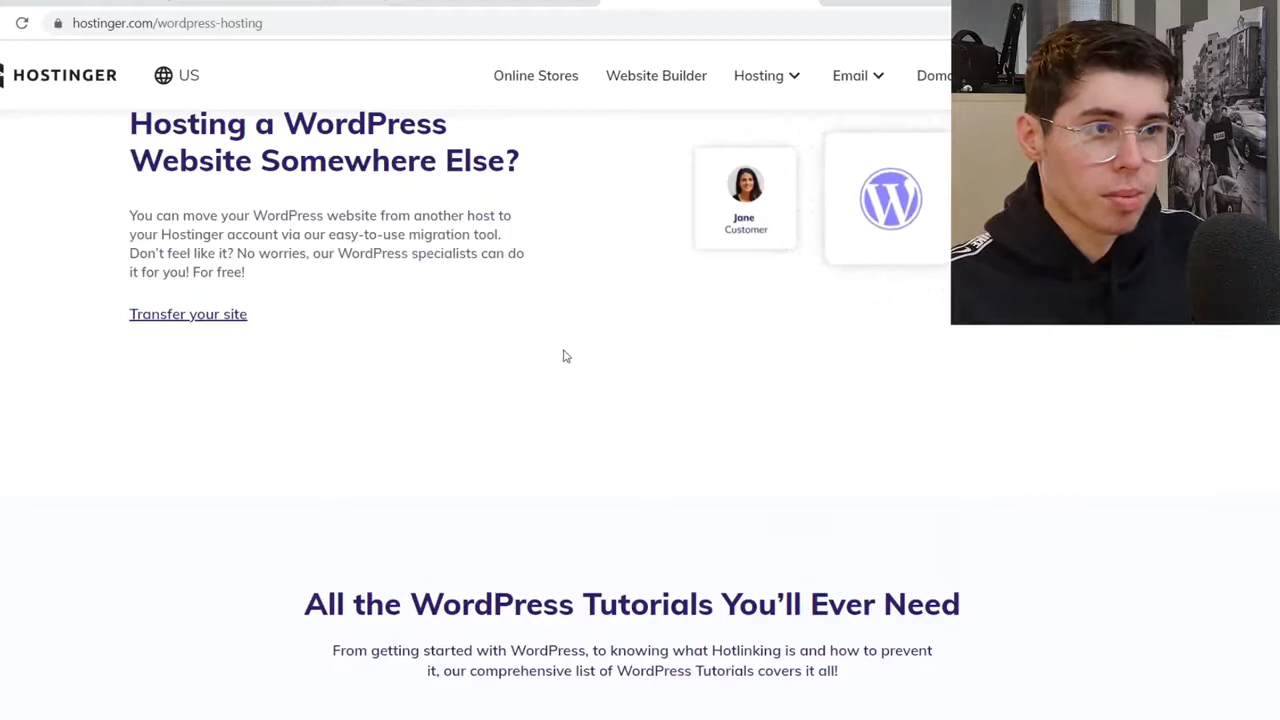 hostinger.com/wordpress-hosting
HOSTINGER
US
Online Stores
Website Builder
Hosting
Email
Hosting a WordPress
Website Somewhere Else?
You can move your WordPress website from another host to
your Hostinger account via our easy-to-use migration tool.
Don't feel like it? No worries, our WordPress specialists can do
it for you! For free!
Transfer your site
Jane
Customer
All the WordPress Tutorials You'll Ever Need
From getting started with WordPress, to knowing what Hotlinking is and how to prevent
it, our comprehensive list of WordPress Tutorials covers it all!